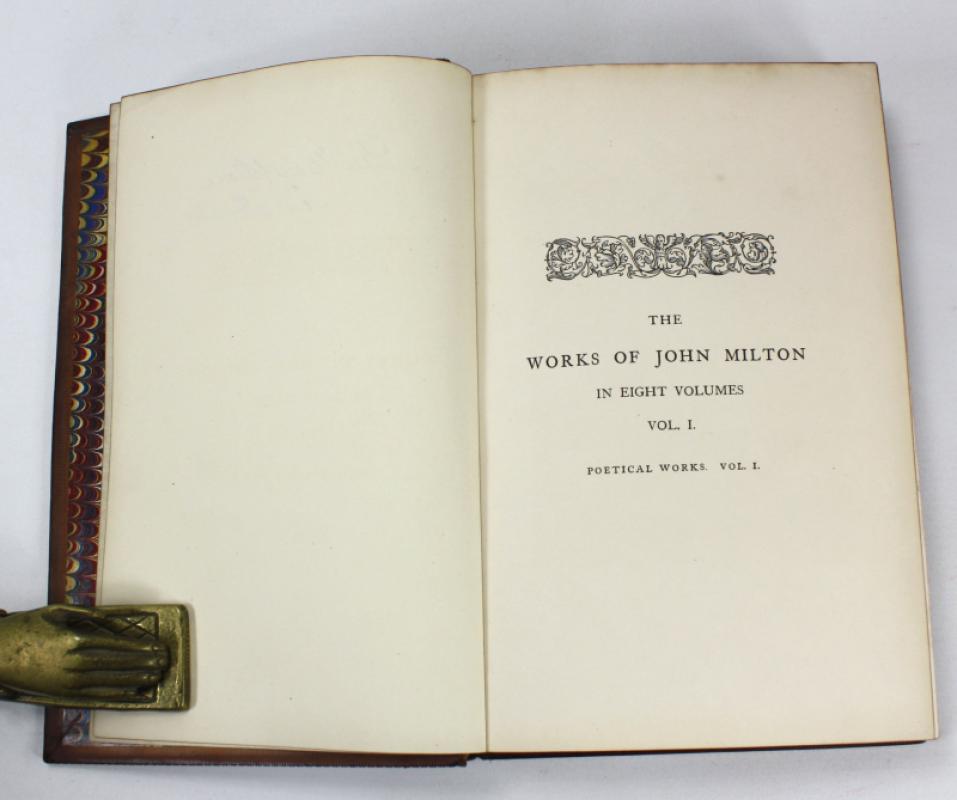 THE
WORKS OF JOHN MILTON
IN EIGHT VOLUMES
VOL. I.
POETICAL WORKS. VOL. I.